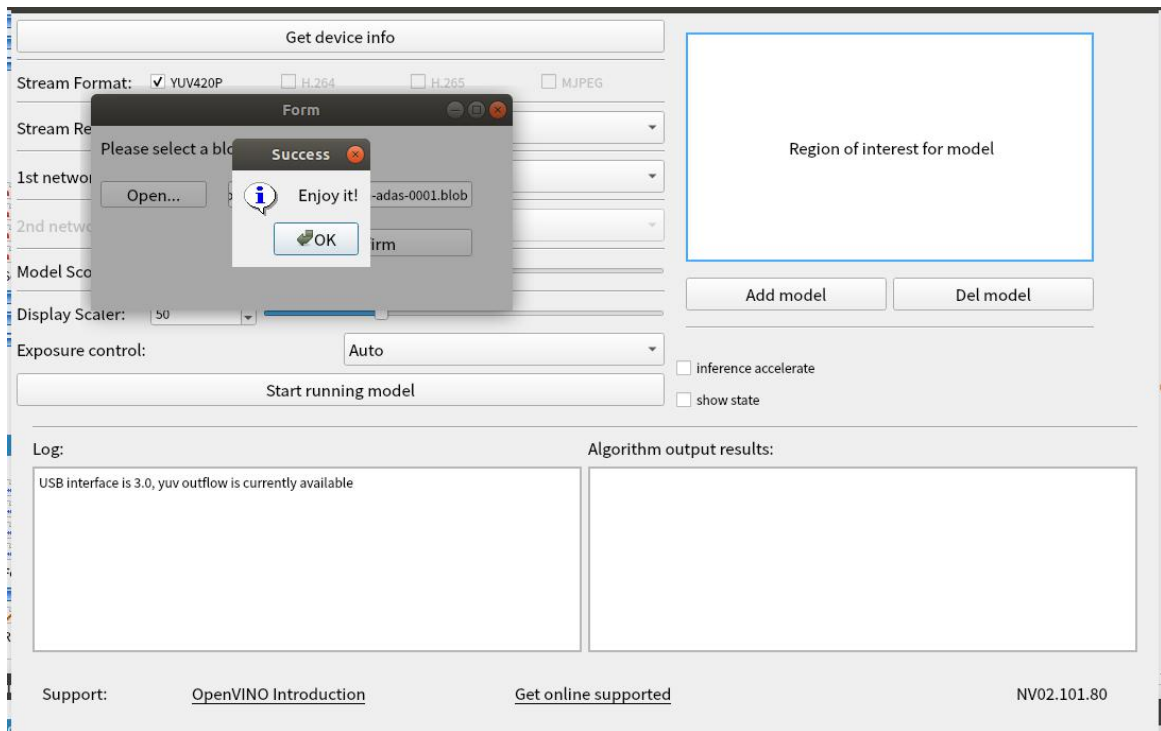 Get device info
Stream Format: YUV420P H.264 H.265 MJPEG
Form
Stream Re
Please select a blo
Success
Region of interest for model
1st networ
Open...
Enjoy it!
-adas-0001.blob
2nd netwo
OK
firm
Model Sco
Add model
Del model
Display Scaler: 50
Exposure control: Auto
inference accelerate
Start running model
show state
Log:
Algorithm output results:
USB interface is 3.0, yuv outflow is currently available
Support: OpenVINO Introduction Get online supported NV02.101.80